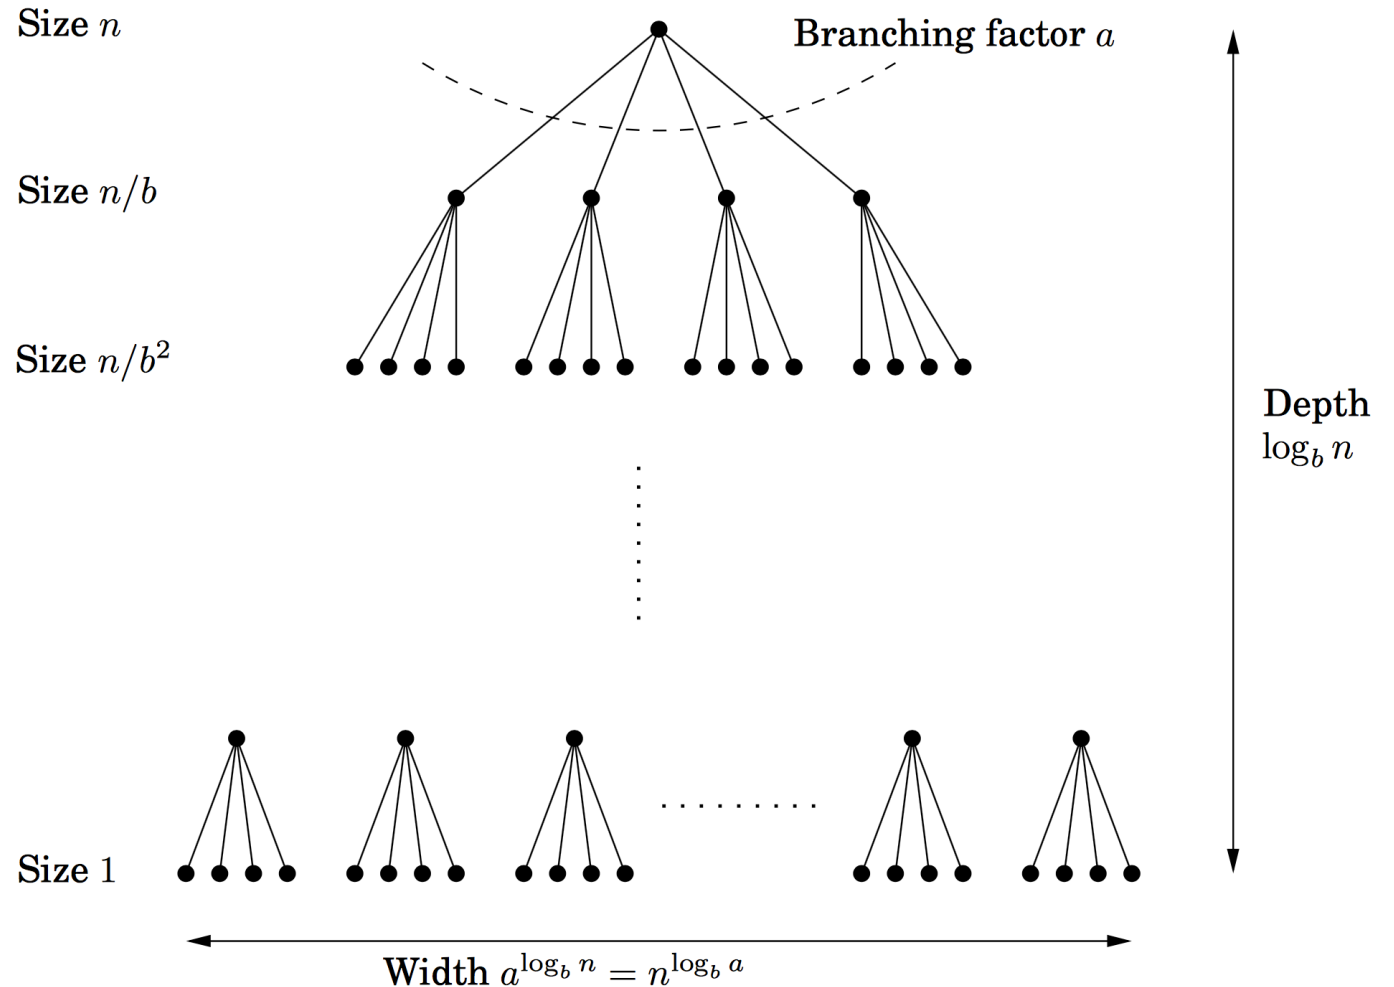 Size n
Branching factor a
Size n/b
Size n/b²
Depth
log_b n
Size 1
Width a^{log_b n} = n^{log_b a}